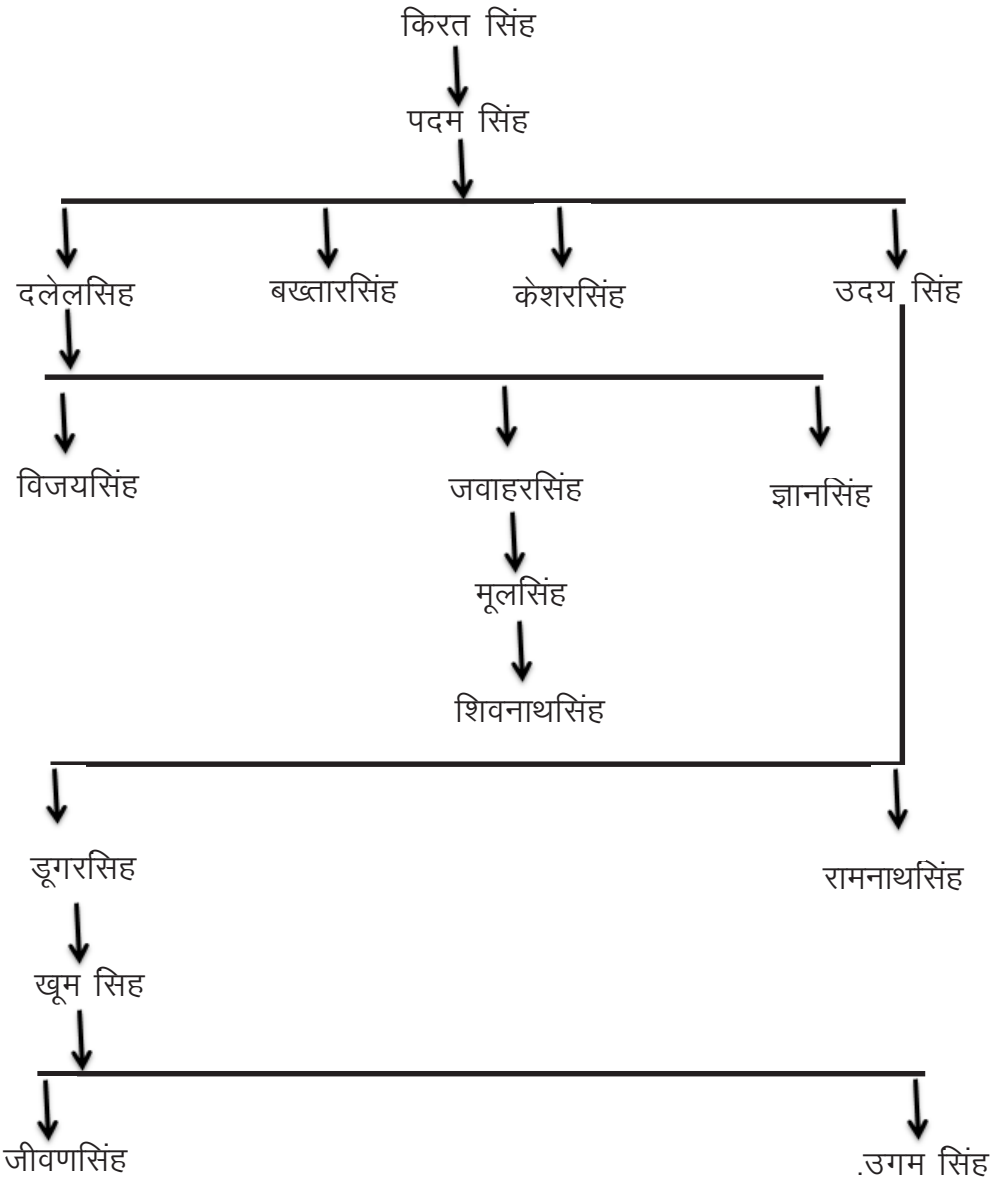 किरत सिंह
पदम सिंह
दलेलसिंह बख्तारसिंह केशरसिंह उदय सिंह
विजयसिंह जवाहरसिंह ज्ञानसिंह
मूलसिंह
शिवनाथसिंह
डूगरसिंह रामनाथसिंह
खूम सिंह
जीवणसिंह .उगम सिंह